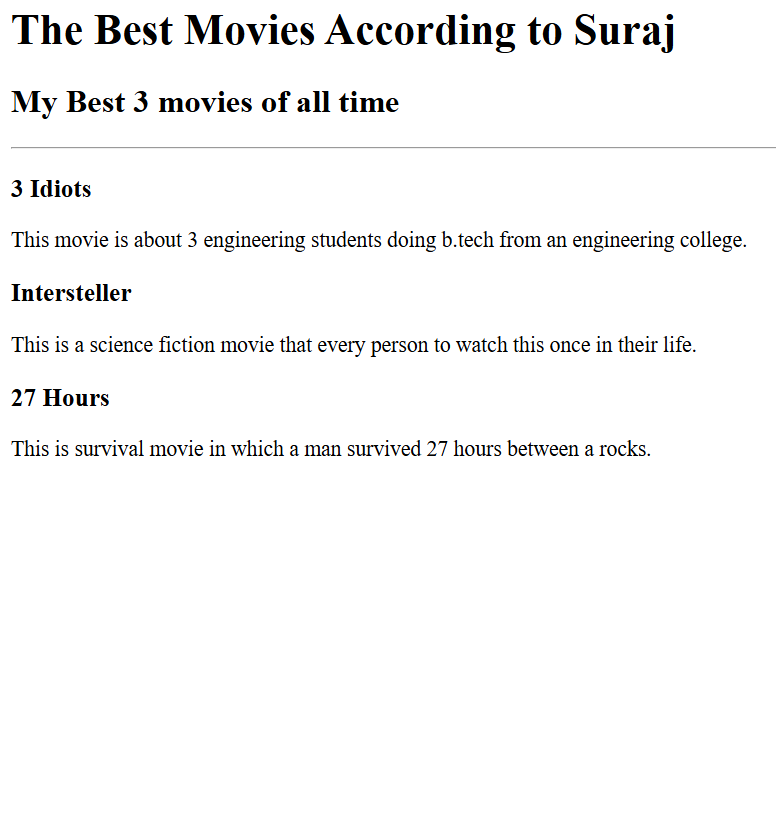 The Best Movies According to Suraj
My Best 3 movies of all time
3 Idiots
This movie is about 3 engineering students doing b.tech from an engineering college.
Intersteller
This is a science fiction movie that every person to watch this once in their life.
27 Hours
This is survival movie in which a man survived 27 hours between a rocks.